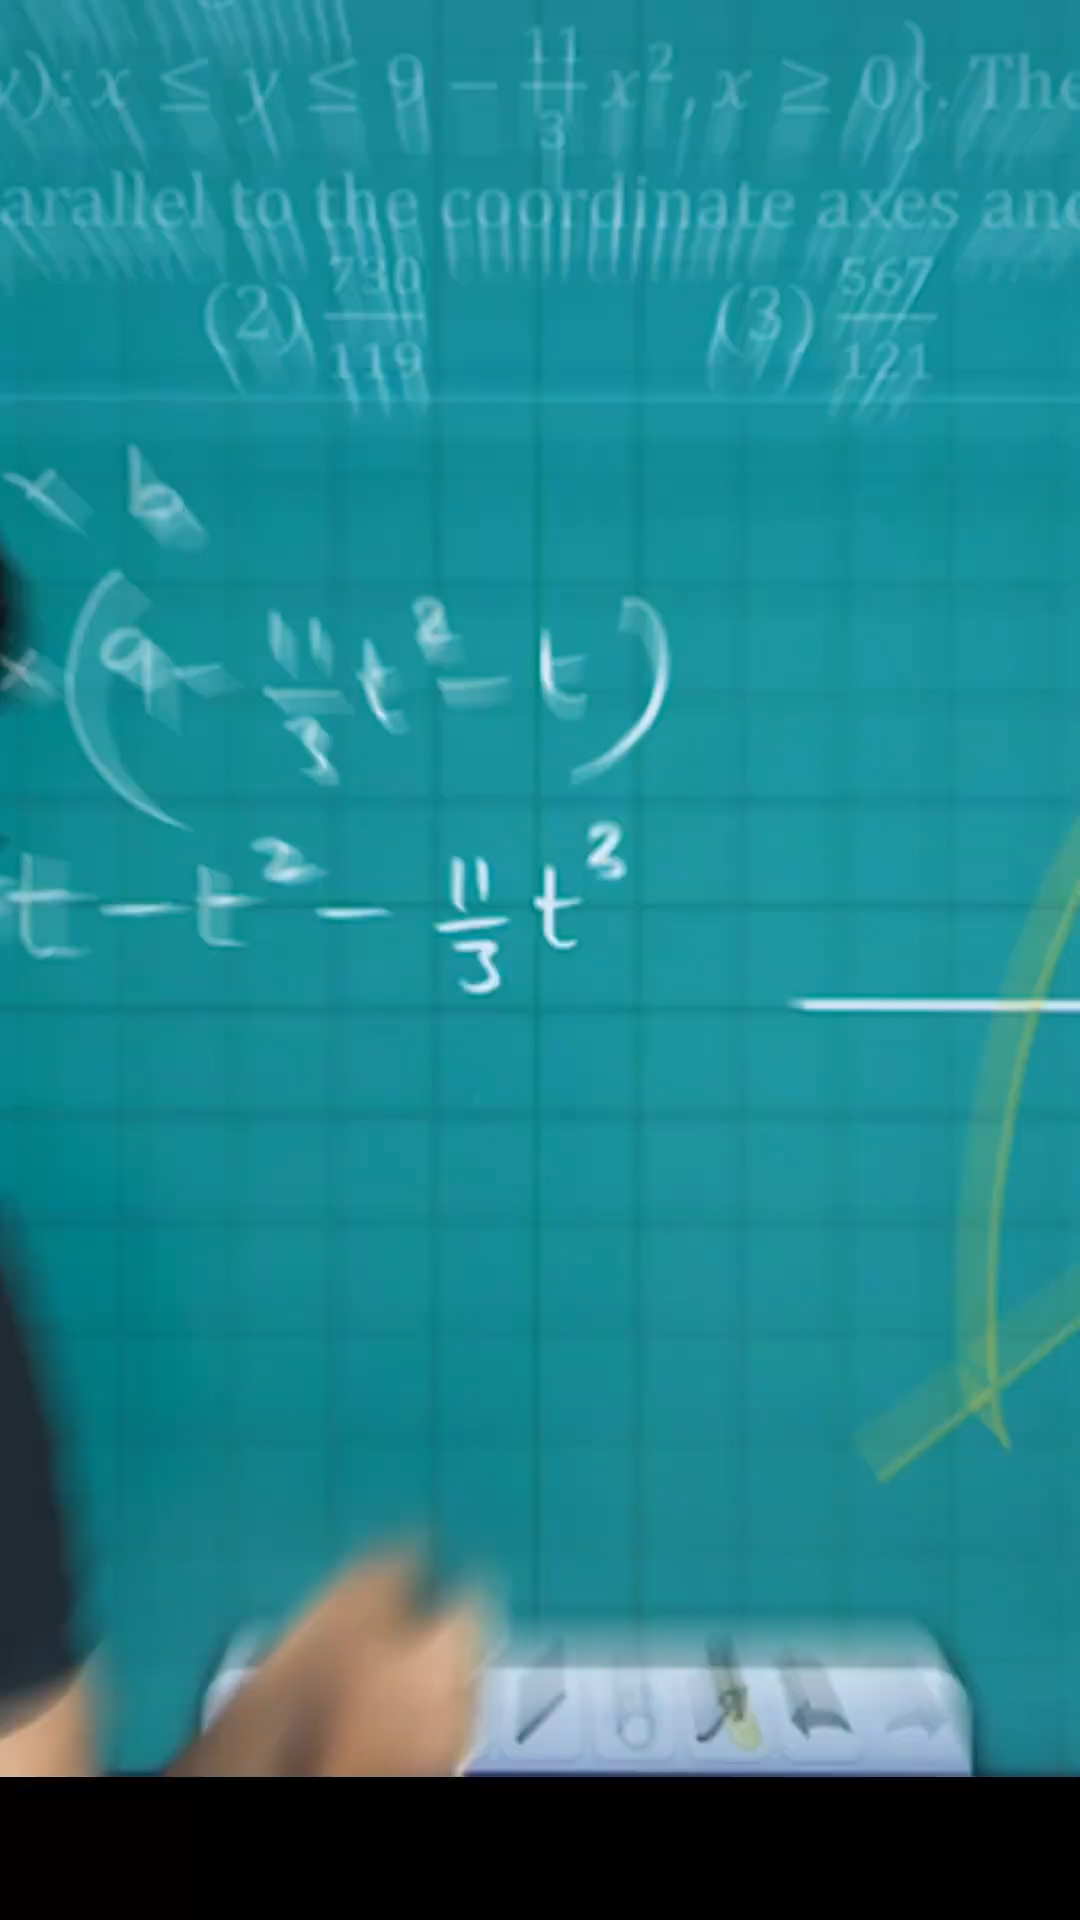 y): x ≤ y ≤ 9 − 11/3 x², x ≥ 0}. The
arallel to the coordinate axes and
(2) 730/119 (3) 567/121
× b
× (9 − 11/3 t² − t)
t − t² − 11/3 t³